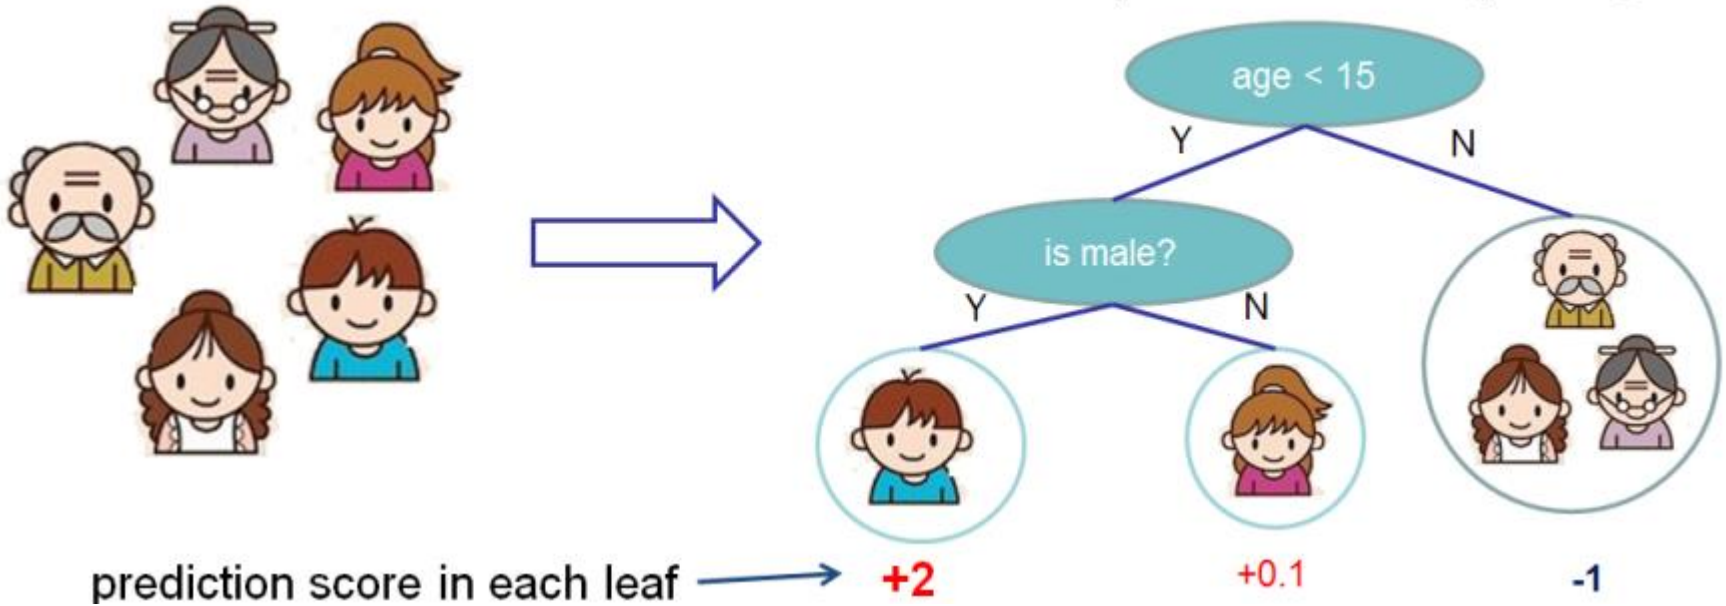 age < 15
Y
N
is male?
Y
N
prediction score in each leaf
+2
+0.1
-1